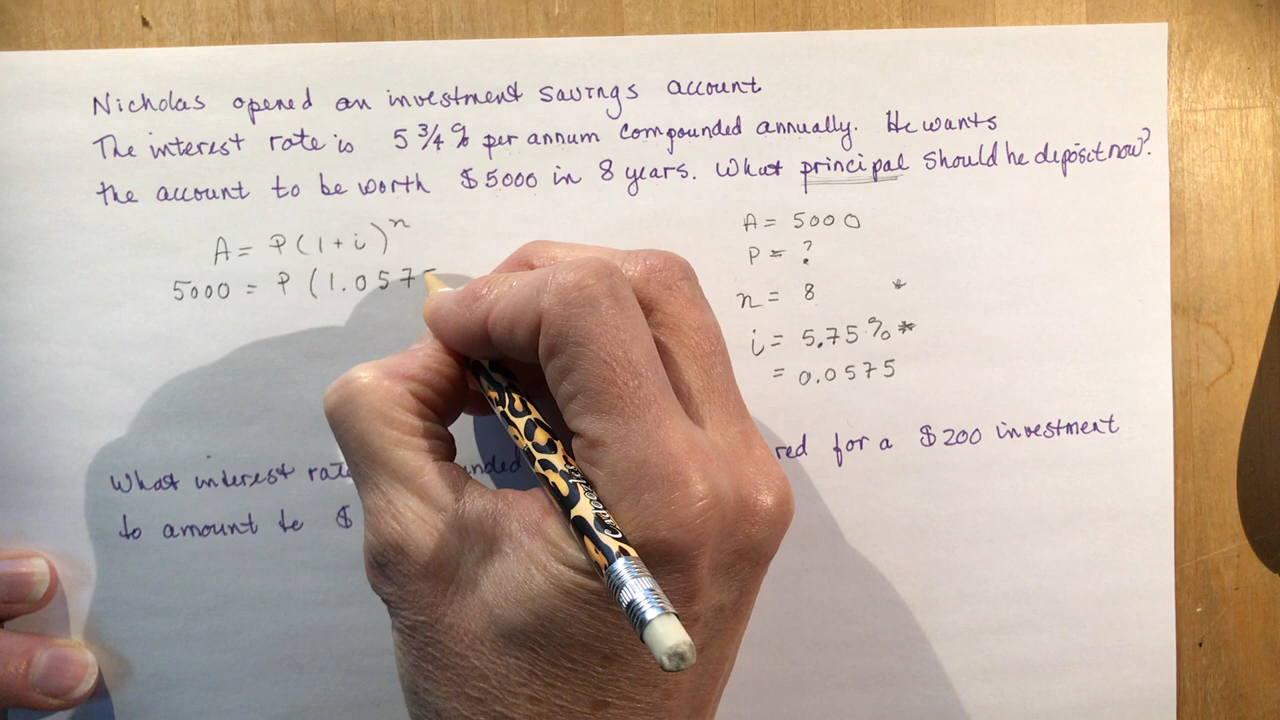 Nicholas opened an investment savings account
The interest rate is 5 3/4 % per annum compounded annually. He wants
the account to be worth $5000 in 8 years. What principal should he deposit now?
A = P(1+i)^n
5000 = P (1.0575
A = 5000
P = ?
n = 8 *
i = 5.75% *
= 0.0575
What interest rate red for a $200 investment
to amount to $